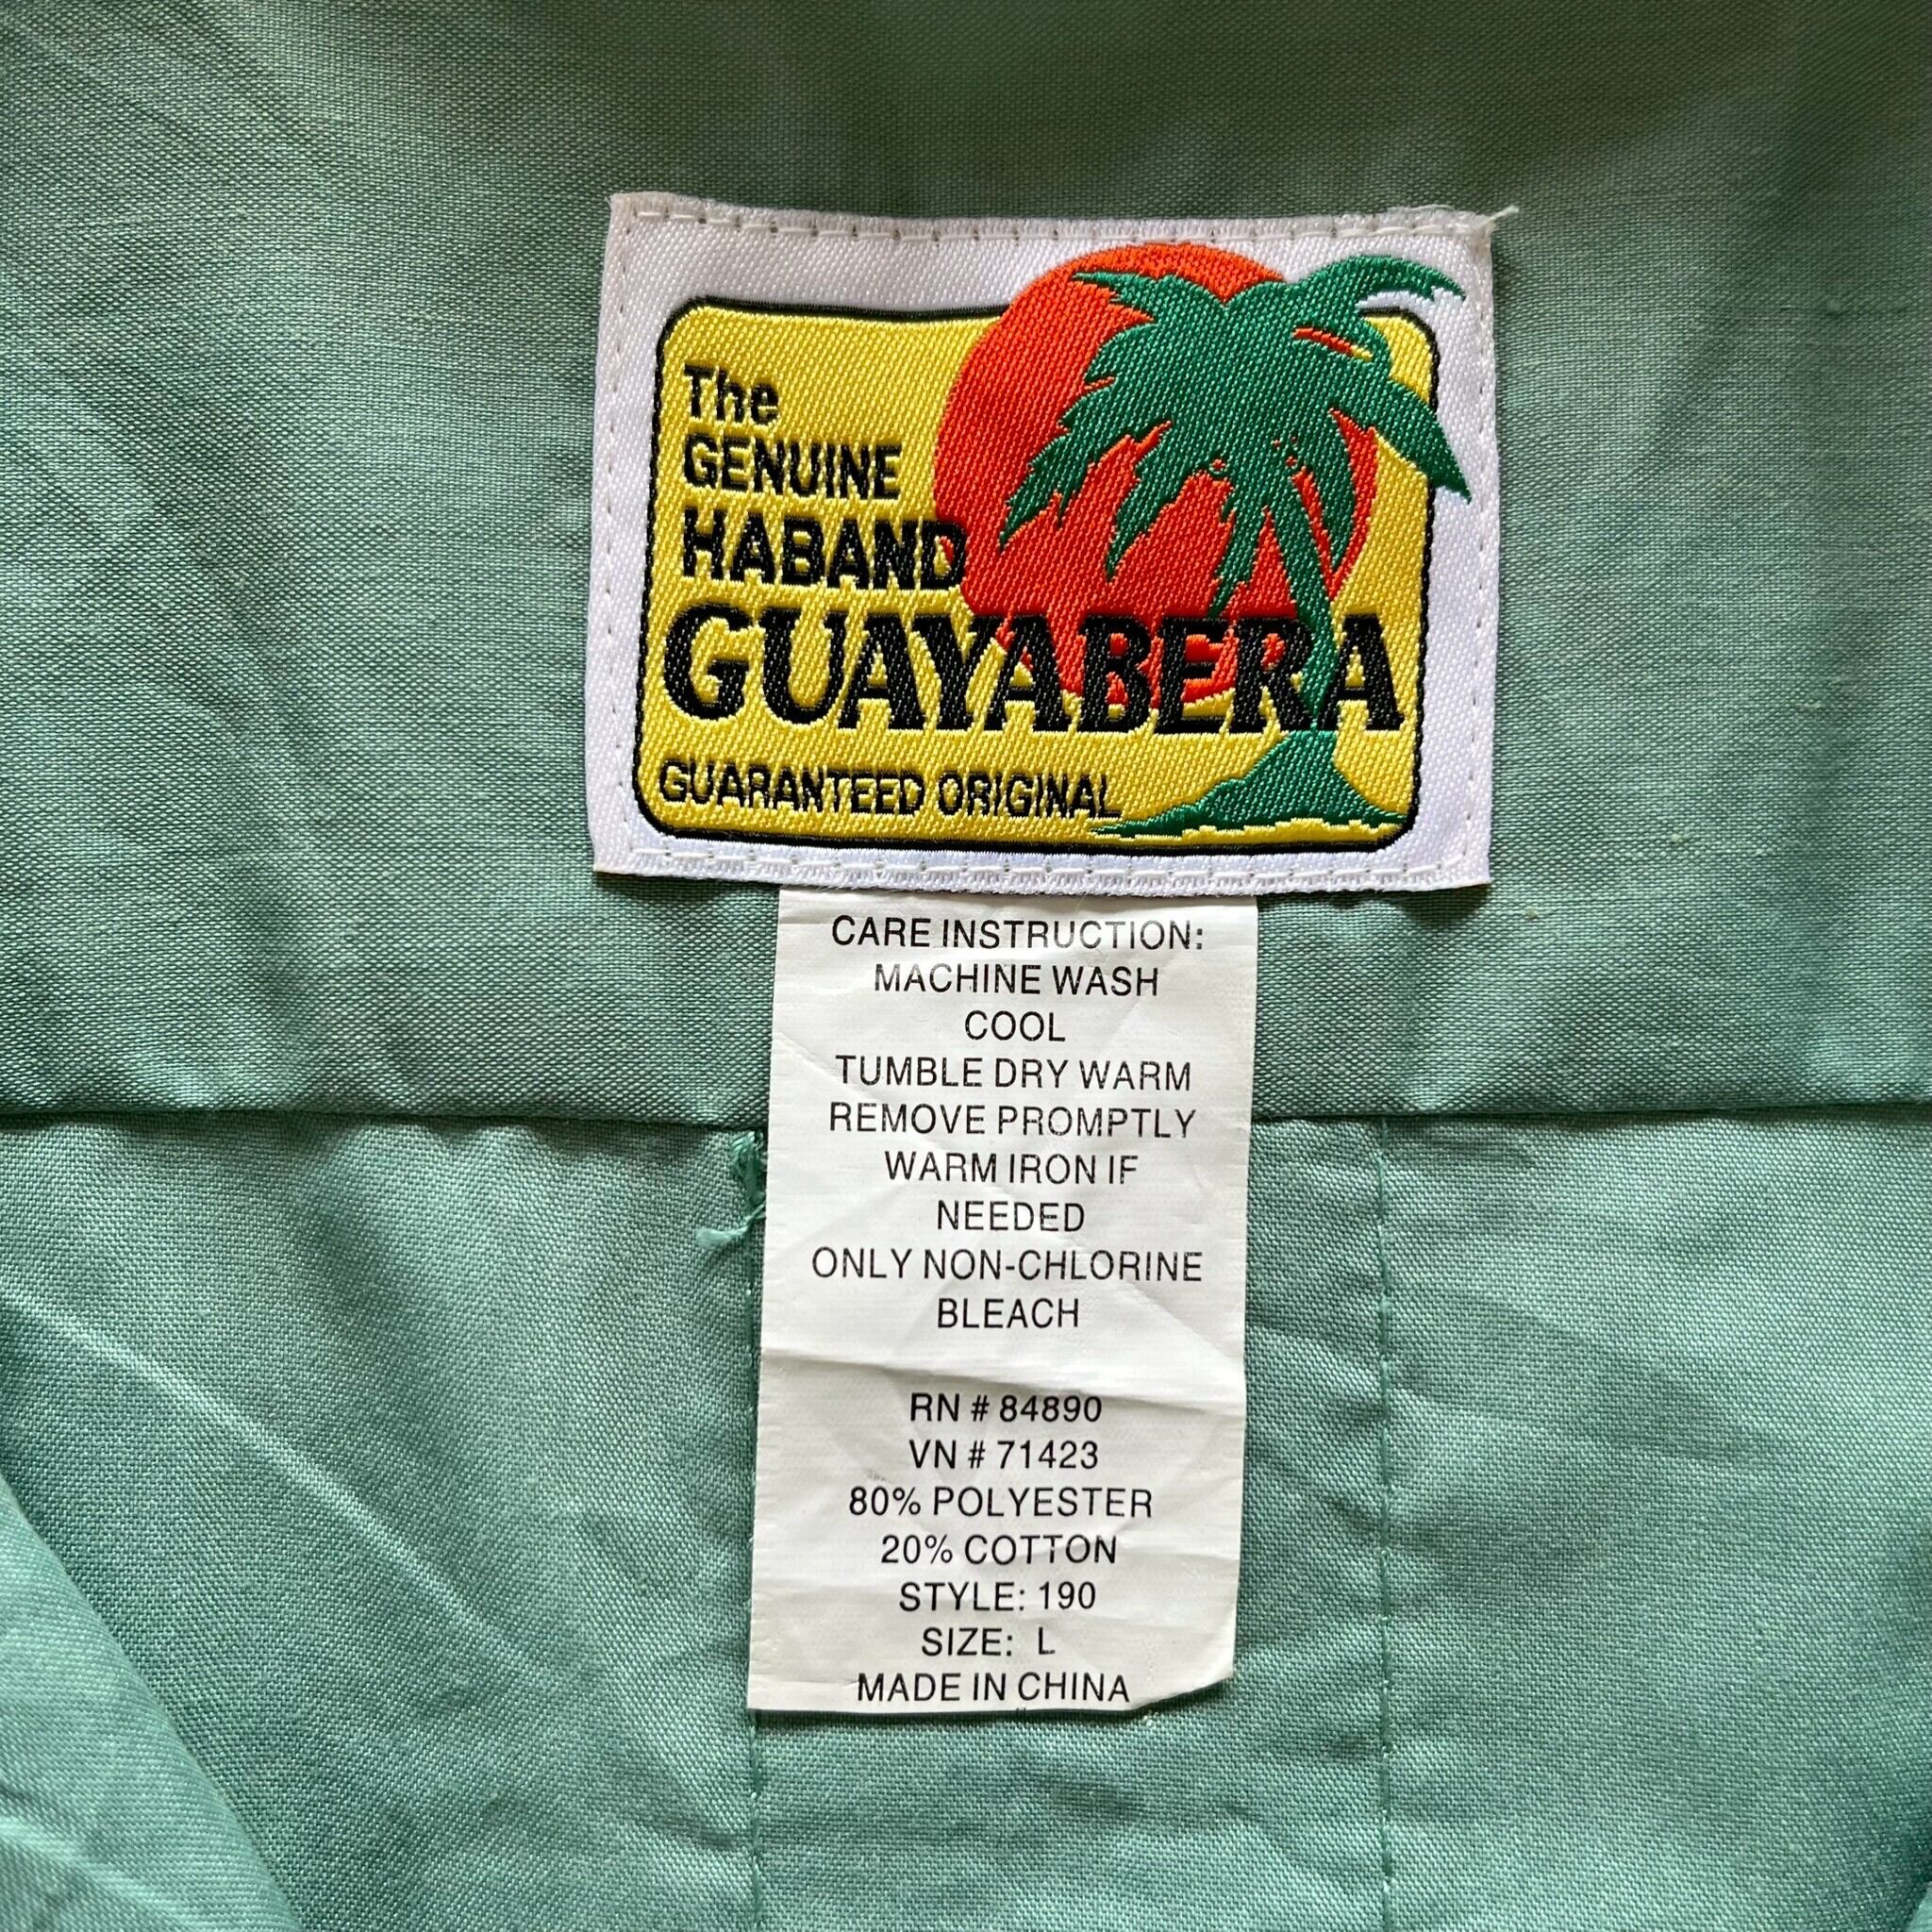 The
GENUINE
HABAND
GUAYABERA
GUARANTEED ORIGINAL
CARE INSTRUCTION:
MACHINE WASH
COOL
TUMBLE DRY WARM
REMOVE PROMPTLY
WARM IRON IF
NEEDED
ONLY NON-CHLORINE
BLEACH
RN # 84890
VN # 71423
80% POLYESTER
20% COTTON
STYLE: 190
SIZE: L
MADE IN CHINA